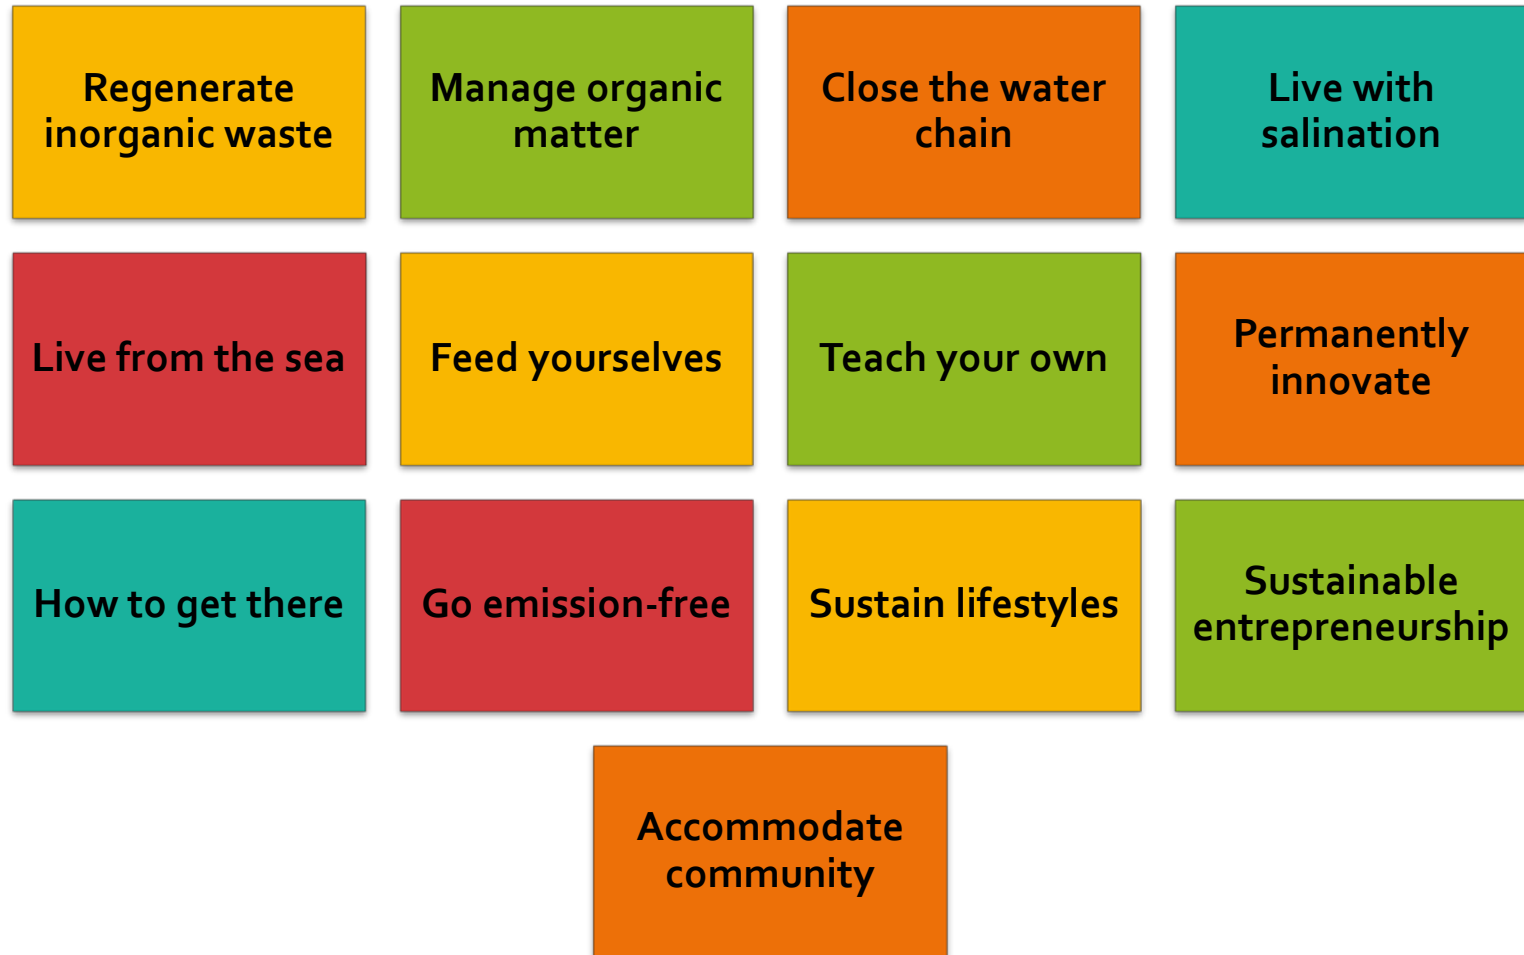 Regenerate
inorganic waste
Manage organic
matter
Close the water
chain
Live with
salination
Live from the sea
Feed yourselves
Teach your own
Permanently
innovate
How to get there
Go emission-free
Sustain lifestyles
Sustainable
entrepreneurship
Accommodate
community